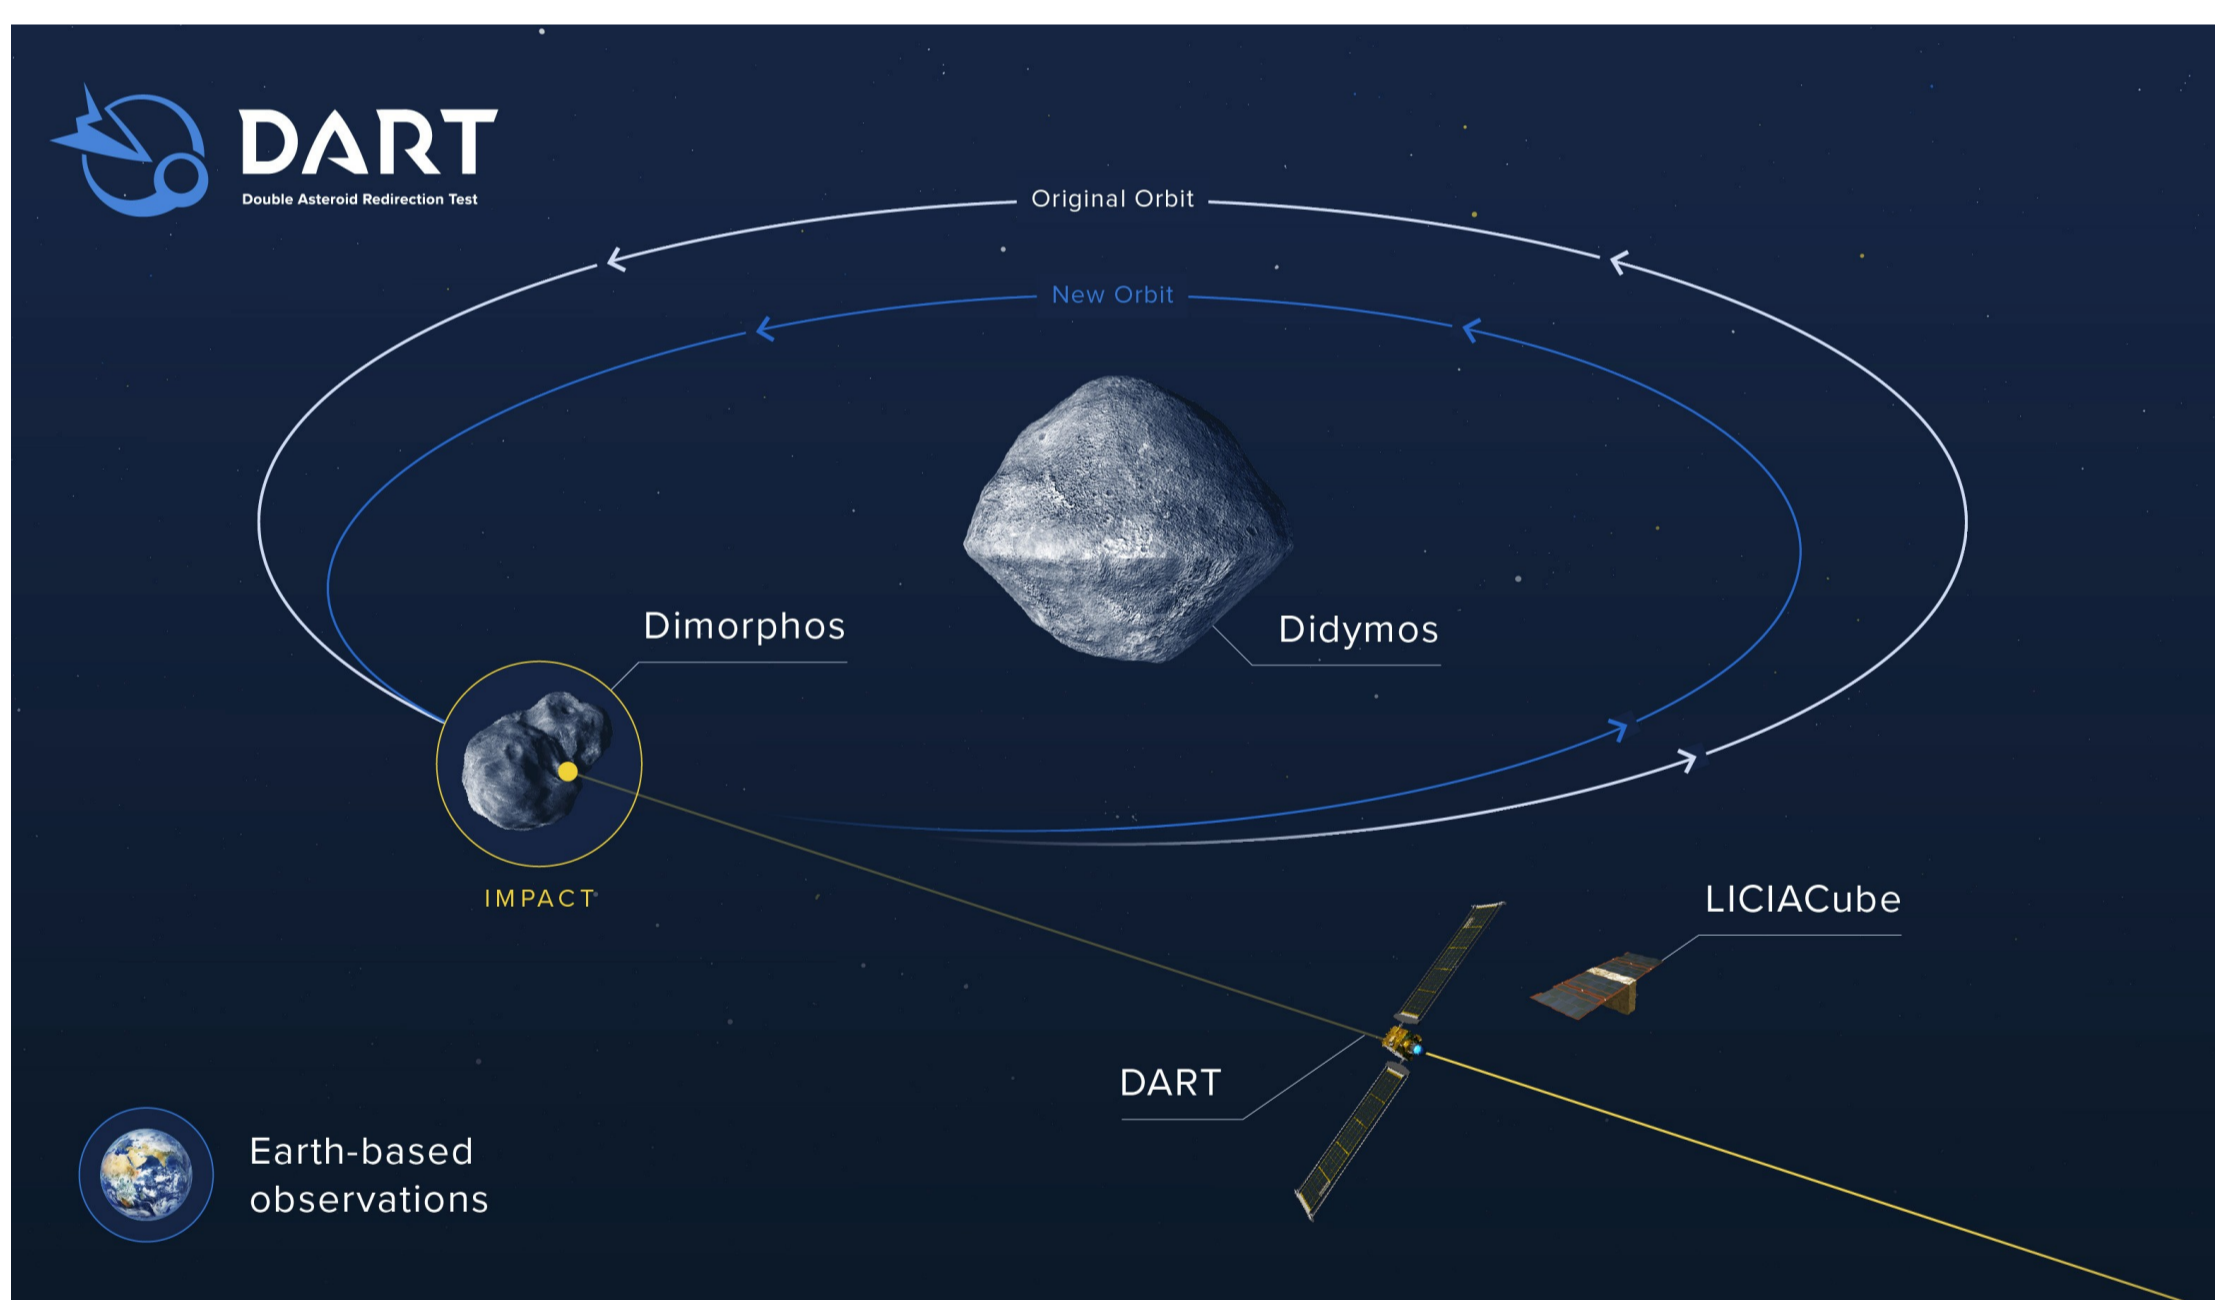 DART
Double Asteroid Redirection Test
Original Orbit
New Orbit
Dimorphos
Didymos
IMPACT
LICIACube
DART
Earth-based
observations